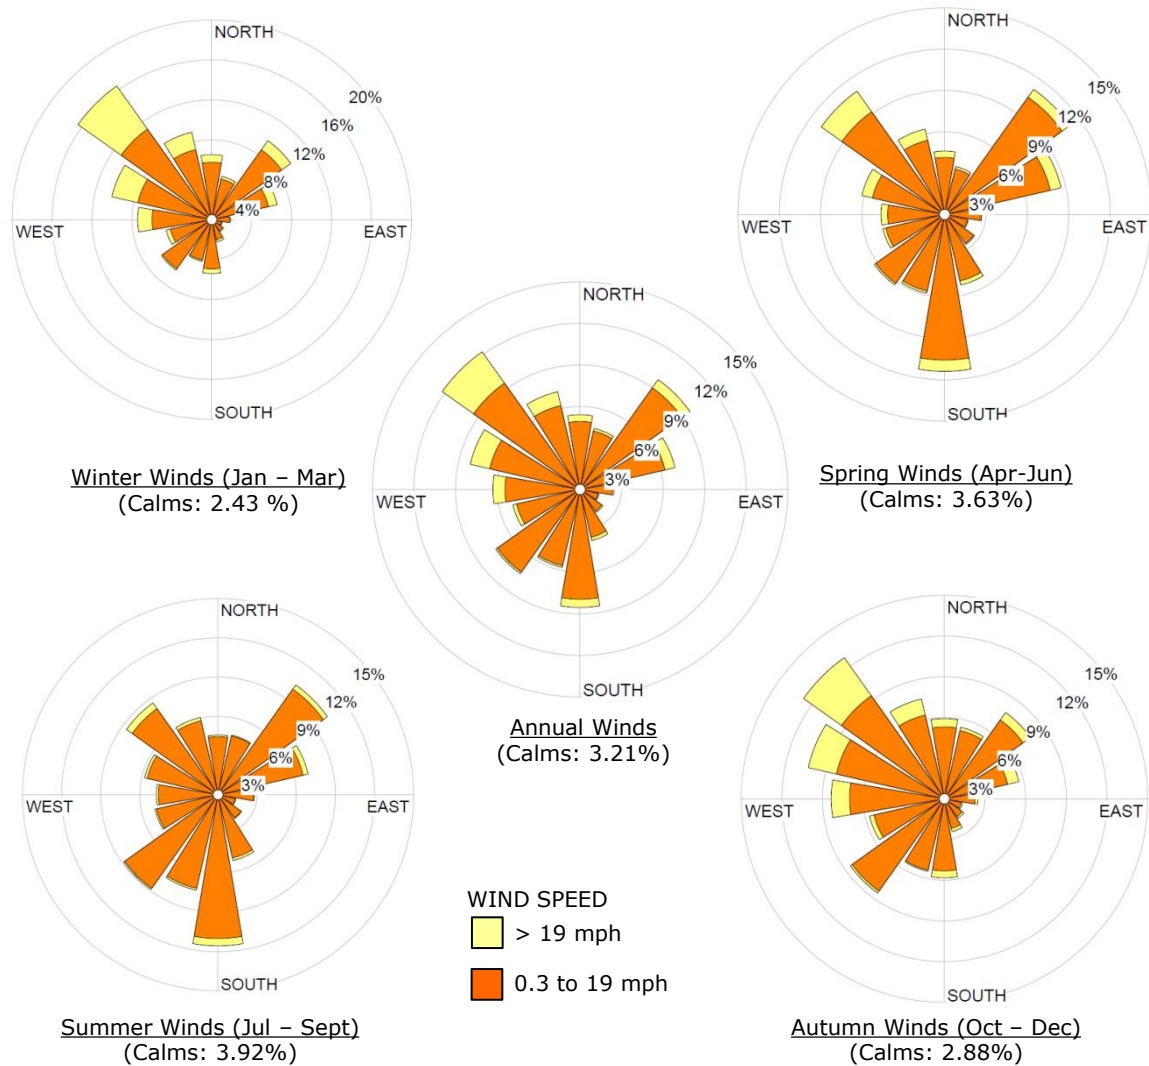 NORTH
20%
16%
12%
8%
4%
WEST
EAST
SOUTH
Winter Winds (Jan – Mar)
(Calms: 2.43 %)
NORTH
15%
12%
9%
6%
3%
WEST
EAST
SOUTH
Spring Winds (Apr-Jun)
(Calms: 3.63%)
NORTH
15%
12%
9%
6%
3%
WEST
EAST
SOUTH
Annual Winds
(Calms: 3.21%)
NORTH
15%
12%
9%
6%
3%
WEST
EAST
SOUTH
Summer Winds (Jul – Sept)
(Calms: 3.92%)
WIND SPEED
> 19 mph
0.3 to 19 mph
NORTH
15%
12%
9%
6%
3%
WEST
EAST
SOUTH
Autumn Winds (Oct – Dec)
(Calms: 2.88%)